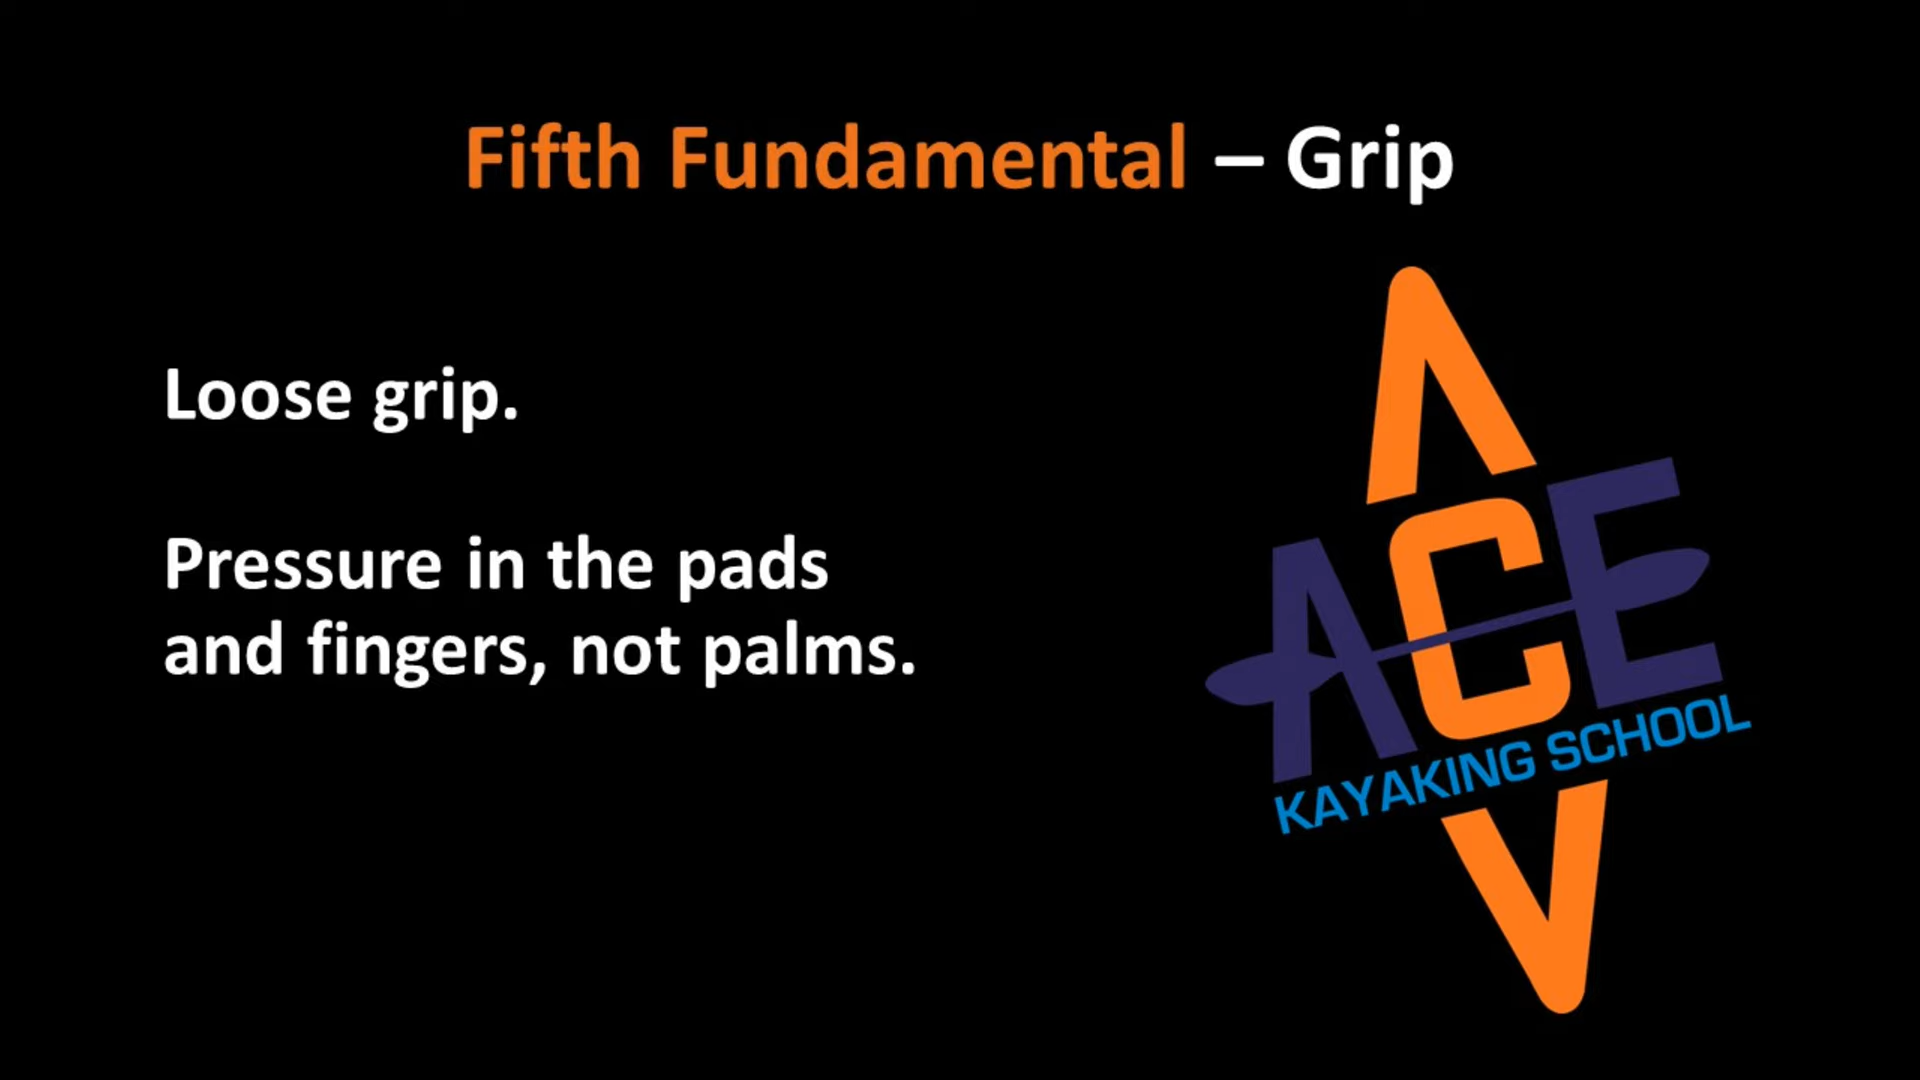 Fifth Fundamental – Grip
Loose grip.
Pressure in the pads
and fingers, not palms.
ACE
KAYAKING SCHOOL